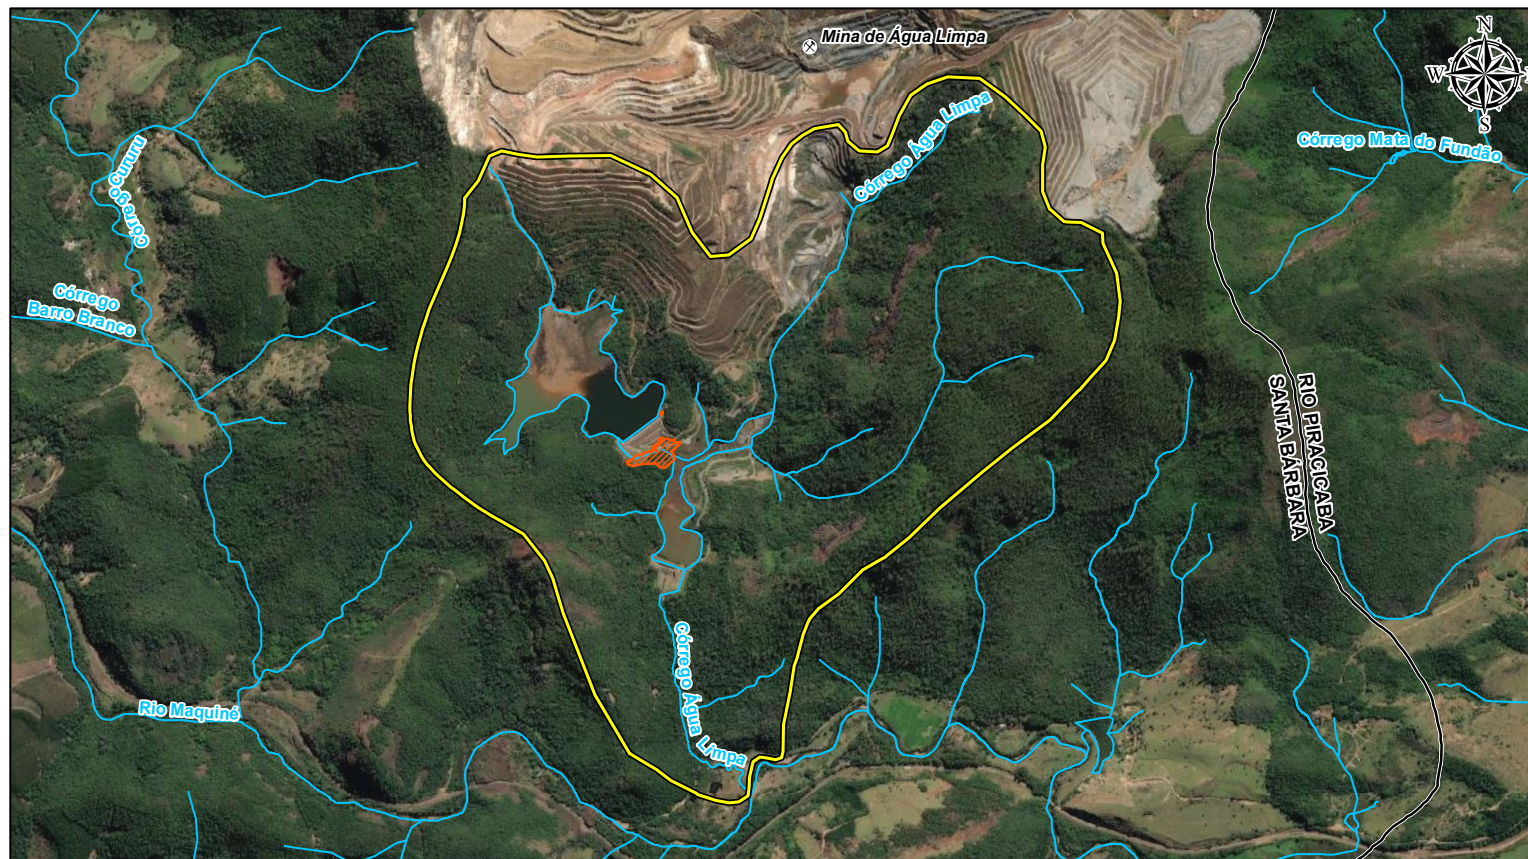 Mina de Água Limpa
N
W
S
Córrego Água Limpa
Córrego Mata do Fundão
Córrego
Cururu
Córrego
Barro Branco
RIO PIRACICABA
SANTA BÁRBARA
Córrego Água Limpa
Rio Maquiné